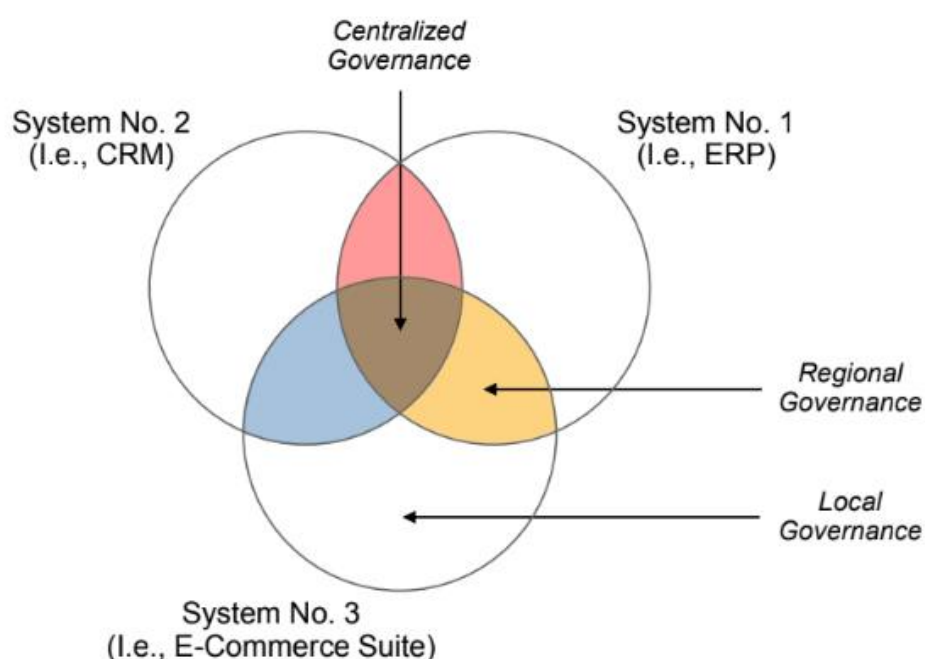 Centralized
Governance
System No. 2
(I.e., CRM)
System No. 1
(I.e., ERP)
Regional
Governance
Local
Governance
System No. 3
(I.e., E-Commerce Suite)